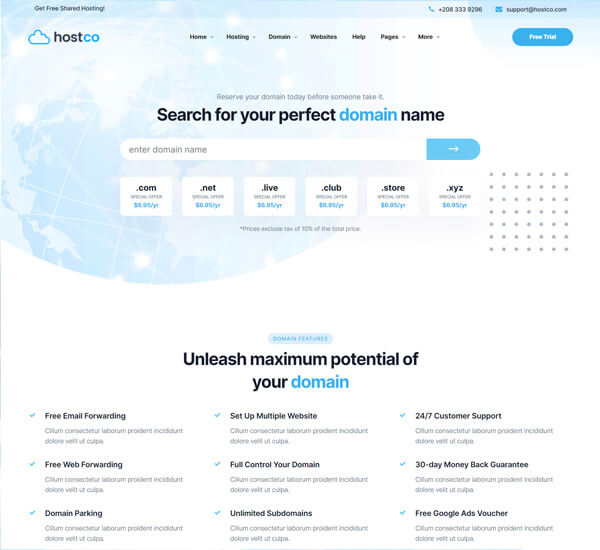 Get Free Shared Hosting!
+208 333 9296
support@hostco.com
hostco
Home
Hosting
Domain
Websites
Help
Pages
More
Free Trial
Reserve your domain today before someone take it.
Search for your perfect domain name
enter domain name
.com
SPECIAL OFFER
$6.95/yr
.net
SPECIAL OFFER
$6.95/yr
.live
SPECIAL OFFER
$6.95/yr
.club
SPECIAL OFFER
$6.95/yr
.store
SPECIAL OFFER
$6.95/yr
.xyz
SPECIAL OFFER
$6.95/yr
*Prices exclude tax of 10% of the total price.
DOMAIN FEATURES
Unleash maximum potential of
your domain
Free Email Forwarding
Cillum consectetur laborum proident incididunt
dolore velit ut culpa.
Set Up Multiple Website
Cillum consectetur laborum proident incididunt
dolore velit ut culpa.
24/7 Customer Support
Cillum consectetur laborum proident incididunt
dolore velit ut culpa.
Free Web Forwarding
Cillum consectetur laborum proident incididunt
dolore velit ut culpa.
Full Control Your Domain
Cillum consectetur laborum proident incididunt
dolore velit ut culpa.
30-day Money Back Guarantee
Cillum consectetur laborum proident incididunt
dolore velit ut culpa.
Domain Parking
Cillum consectetur laborum proident incididunt
dolore velit ut culpa.
Unlimited Subdomains
Cillum consectetur laborum proident incididunt
dolore velit ut culpa.
Free Google Ads Voucher
Cillum consectetur laborum proident incididunt
dolore velit ut culpa.